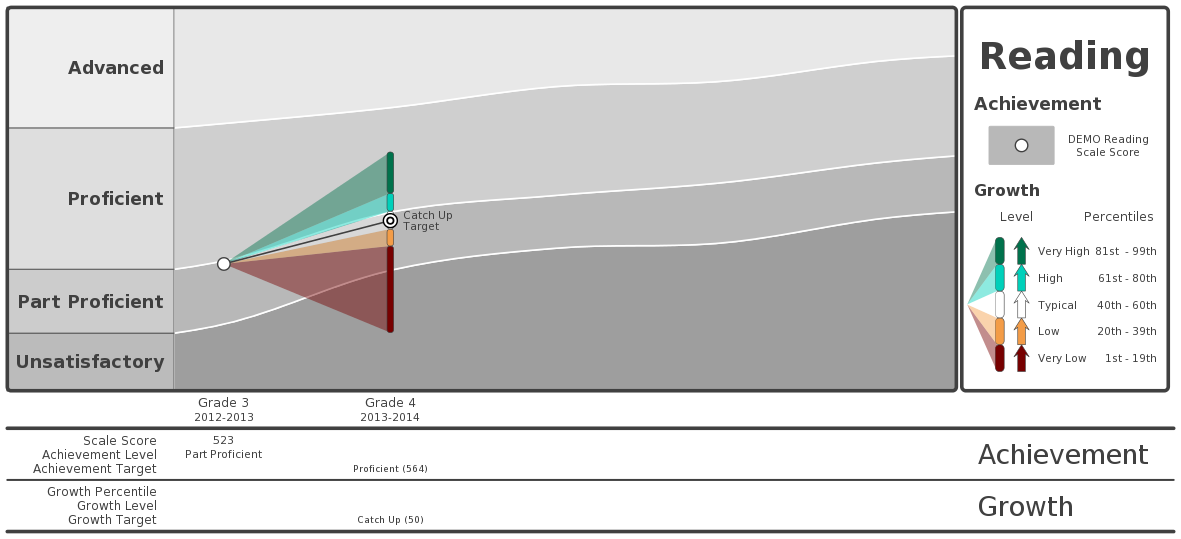 Advanced
Proficient
Part Proficient
Unsatisfactory
Catch Up
Target
Reading
Achievement
DEMO Reading
Scale Score
Growth
Level Percentiles
Very High 81st - 99th
High 61st - 80th
Typical 40th - 60th
Low 20th - 39th
Very Low 1st - 19th
Grade 3 Grade 4
2012-2013 2013-2014
Scale Score 523
Achievement Level Part Proficient
Achievement Target Proficient (564)
Achievement
Growth Percentile
Growth Level
Growth Target Catch Up (50)
Growth